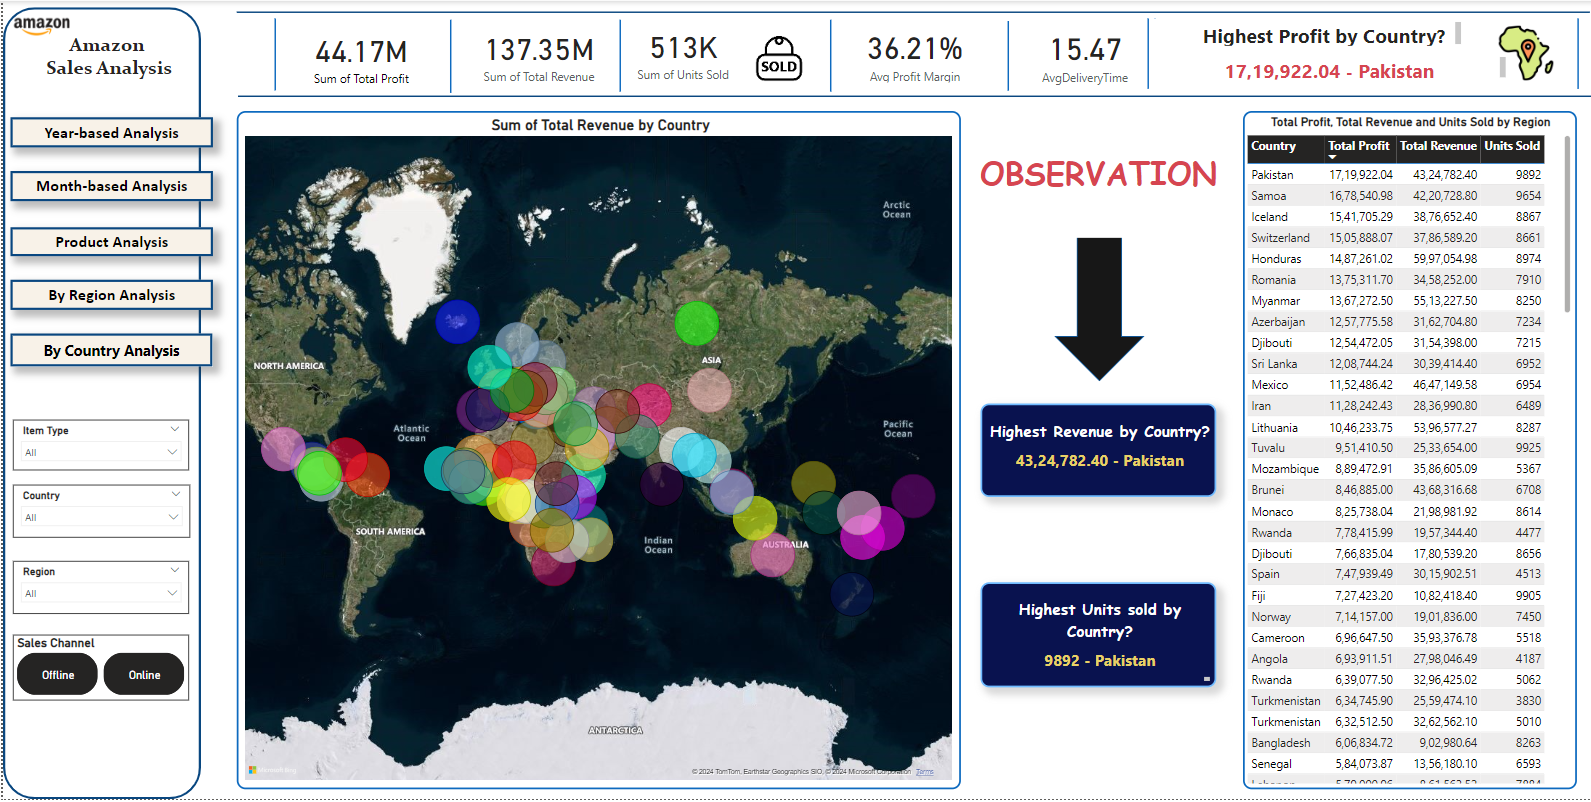 amazon
Amazon
Sales Analysis
Year-based Analysis
Month-based Analysis
Product Analysis
By Region Analysis
By Country Analysis
Item Type
All
Country
All
Region
All
Sales Channel
Offline
Online
44.17M
Sum of Total Profit
137.35M
Sum of Total Revenue
513K
Sum of Units Sold
SOLD
36.21%
Avg Profit Margin
15.47
AvgDeliveryTime
Highest Profit by Country?
17,19,922.04 - Pakistan
Sum of Total Revenue by Country
Arctic
Ocean
NORTH AMERICA
ASIA
Atlantic
Ocean
Pacific
Ocean
SOUTH AMERICA
Indian
Ocean
AUSTRALIA
ANTARCTICA
Microsoft Bing
© 2024 TomTom, Earthstar Geographics SIO, © 2024 Microsoft Corporation Terms
OBSERVATION
Highest Revenue by Country?
43,24,782.40 - Pakistan
Highest Units sold by
Country?
9892 - Pakistan
Total Profit, Total Revenue and Units Sold by Region
Country Total Profit Total Revenue Units Sold
Pakistan 17,19,922.04 43,24,782.40 9892
Samoa 16,78,540.98 42,20,728.80 9654
Iceland 15,41,705.29 38,76,652.40 8867
Switzerland 15,05,888.07 37,86,589.20 8661
Honduras 14,87,261.02 59,97,054.98 8974
Romania 13,75,311.70 34,58,252.00 7910
Myanmar 13,67,272.50 55,13,227.50 8250
Azerbaijan 12,57,775.58 31,62,704.80 7234
Djibouti 12,54,472.05 31,54,398.00 7215
Sri Lanka 12,08,744.24 30,39,414.40 6952
Mexico 11,52,486.42 46,47,149.58 6954
Iran 11,28,242.43 28,36,990.80 6489
Lithuania 10,46,233.75 53,96,577.27 8287
Tuvalu 9,51,410.50 25,33,654.00 9925
Mozambique 8,89,472.91 35,86,605.09 5367
Brunei 8,46,885.00 43,68,316.68 6708
Monaco 8,25,738.04 21,98,981.92 8614
Rwanda 7,78,415.99 19,57,344.40 4477
Djibouti 7,66,835.04 17,80,539.20 8656
Spain 7,47,939.49 30,15,902.51 4513
Fiji 7,27,423.20 10,82,418.40 9905
Norway 7,14,157.00 19,01,836.00 7450
Cameroon 6,96,647.50 35,93,376.78 5518
Angola 6,93,911.51 27,98,046.49 4187
Rwanda 6,39,077.50 32,96,425.02 5062
Turkmenistan 6,34,745.90 25,59,474.10 3830
Turkmenistan 6,32,512.50 32,62,562.10 5010
Bangladesh 6,06,834.72 9,02,980.64 8263
Senegal 5,84,073.87 13,56,180.10 6593